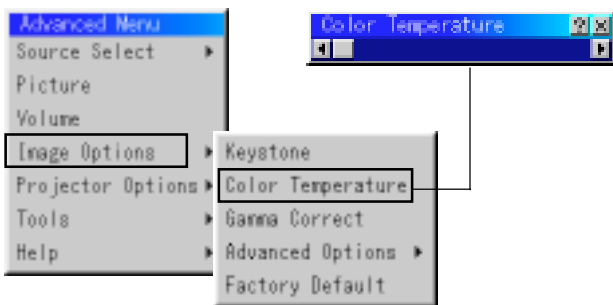 Advanced Menu
Source Select
Picture
Volume
Image Options
Projector Options
Tools
Help
Keystone
Color Temperature
Gamma Correct
Advanced Options
Factory Default
Color Temperature